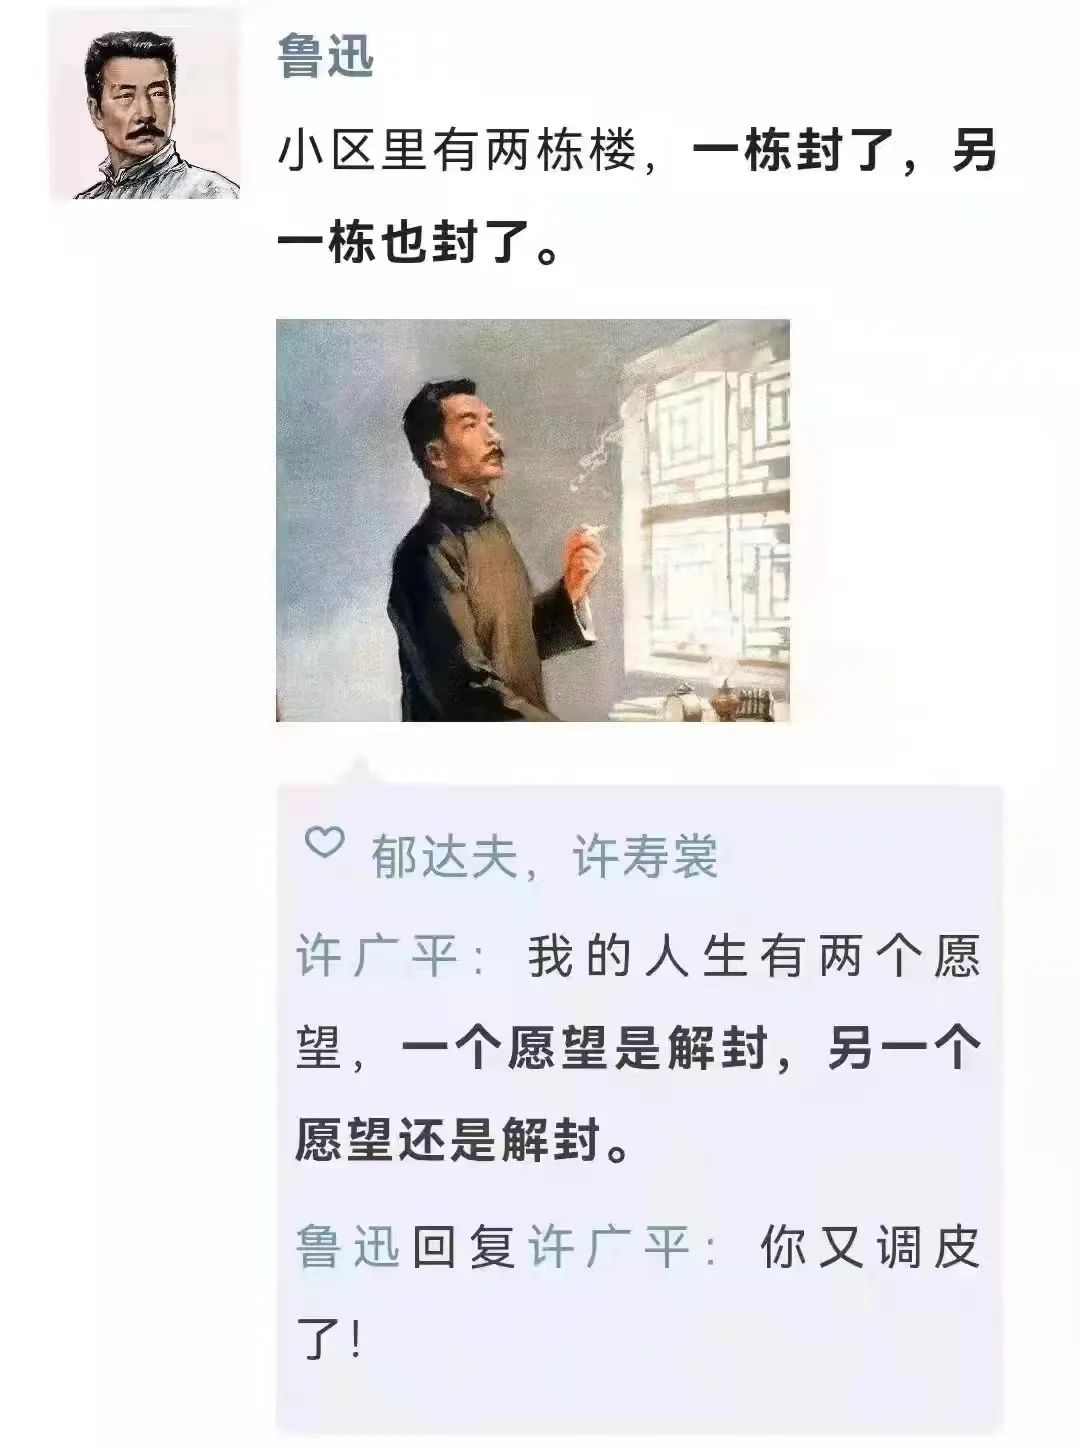 鲁迅
小区里有两栋楼，一栋封了，另
一栋也封了。
郁达夫，许寿裳
许广平：我的人生有两个愿
望，一个愿望是解封，另一个
愿望还是解封。
鲁迅回复许广平：你又调皮
了!